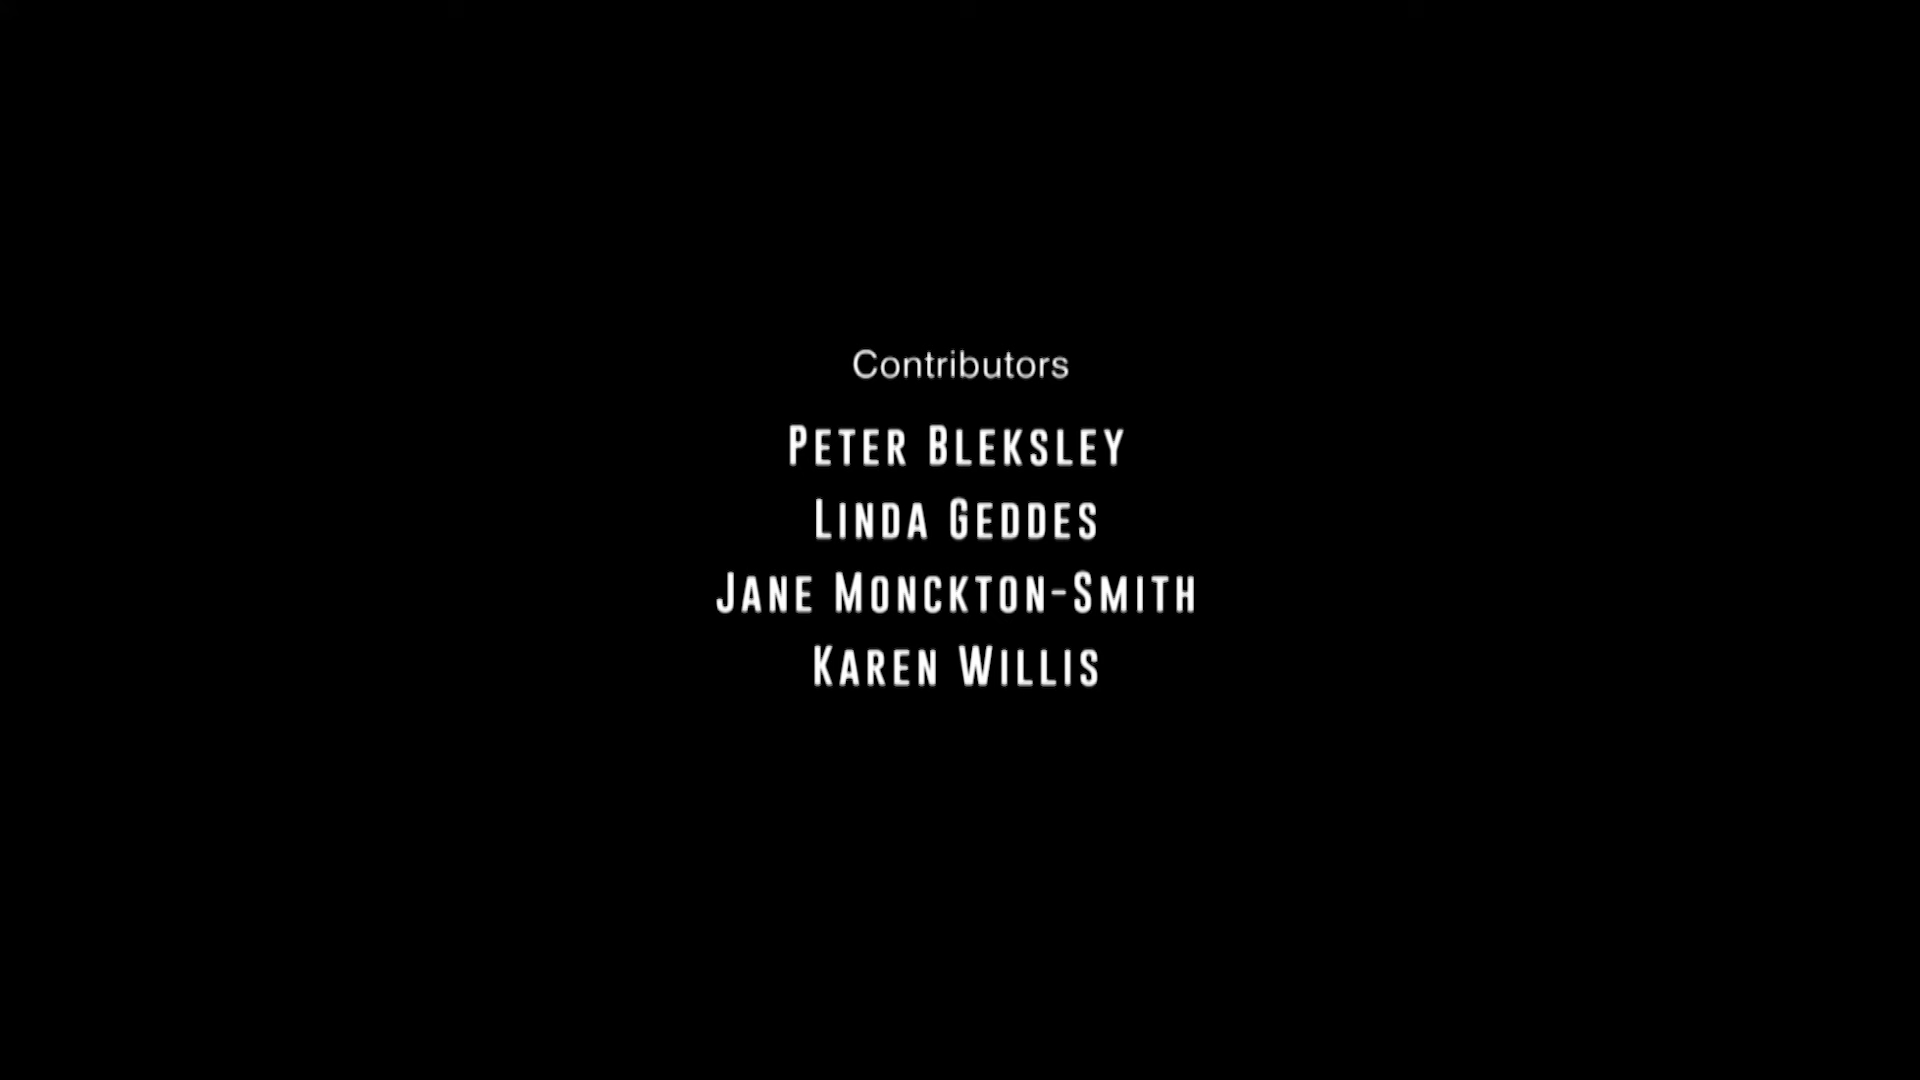 Contributors
PETER BLEKSLEY
LINDA GEDDES
JANE MONCKTON-SMITH
KAREN WILLIS